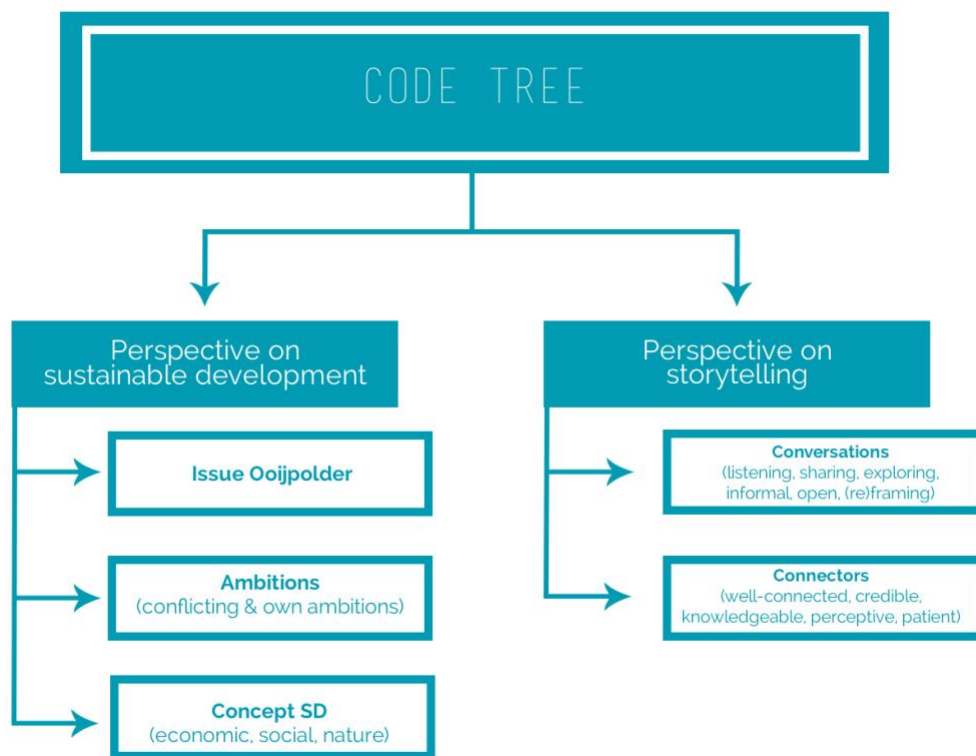 CODE TREE
Perspective on
sustainable development
Issue Ooijpolder
Ambitions
(conflicting & own ambitions)
Concept SD
(economic, social, nature)
Perspective on
storytelling
Conversations
(listening, sharing, exploring,
informal, open, (re)framing)
Connectors
(well-connected, credible,
knowledgeable, perceptive, patient)